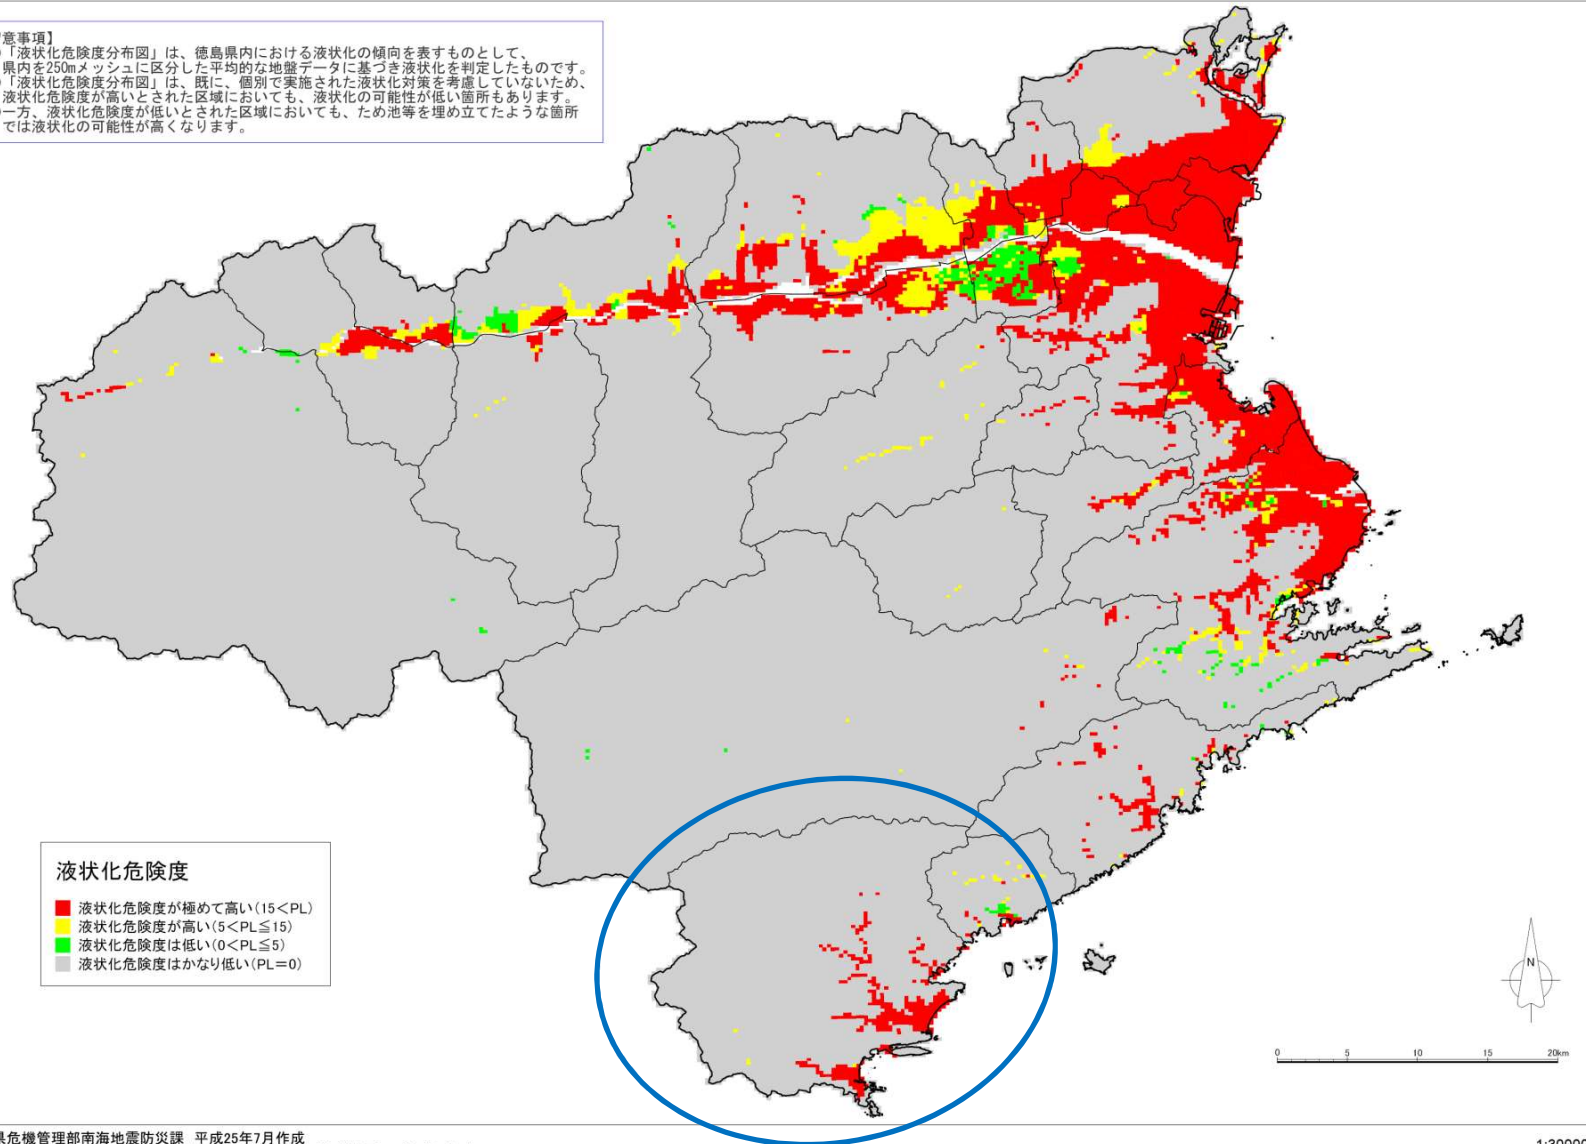 意事項】
「液状化危険度分布図」は、徳島県内における液状化の傾向を表すものとして、
県内を250mメッシュに区分した平均的な地盤データに基づき液状化を判定したものです。
「液状化危険度分布図」は、既に、個別で実施された液状化対策を考慮していないため、
液状化危険度が高いとされた区域においても、液状化の可能性が低い箇所もあります。
一方、液状化危険度が低いとされた区域においても、ため池等を埋め立てたような箇所
では液状化の可能性が高くなります。
液状化危険度
液状化危険度が極めて高い(15<PL)
液状化危険度が高い(5<PL≦15)
液状化危険度は低い(0<PL≦5)
液状化危険度はかなり低い(PL=0)
N
0 5 10 15 20km
県危機管理部南海地震防災課 平成25年7月作成